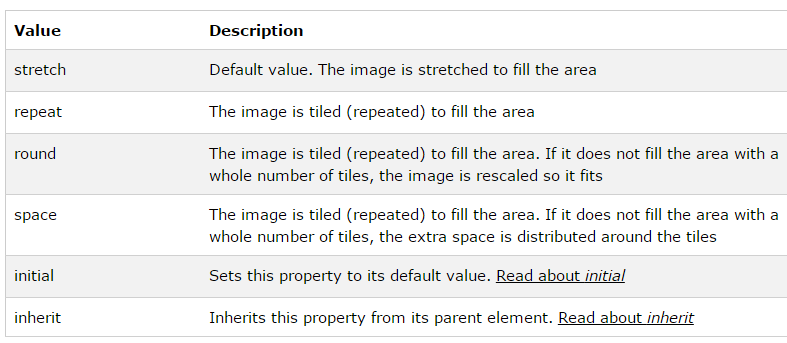 Value Description
stretch Default value. The image is stretched to fill the area
repeat The image is tiled (repeated) to fill the area
round The image is tiled (repeated) to fill the area. If it does not fill the area with a
whole number of tiles, the image is rescaled so it fits
space The image is tiled (repeated) to fill the area. If it does not fill the area with a
whole number of tiles, the extra space is distributed around the tiles
initial Sets this property to its default value. Read about initial
inherit Inherits this property from its parent element. Read about inherit